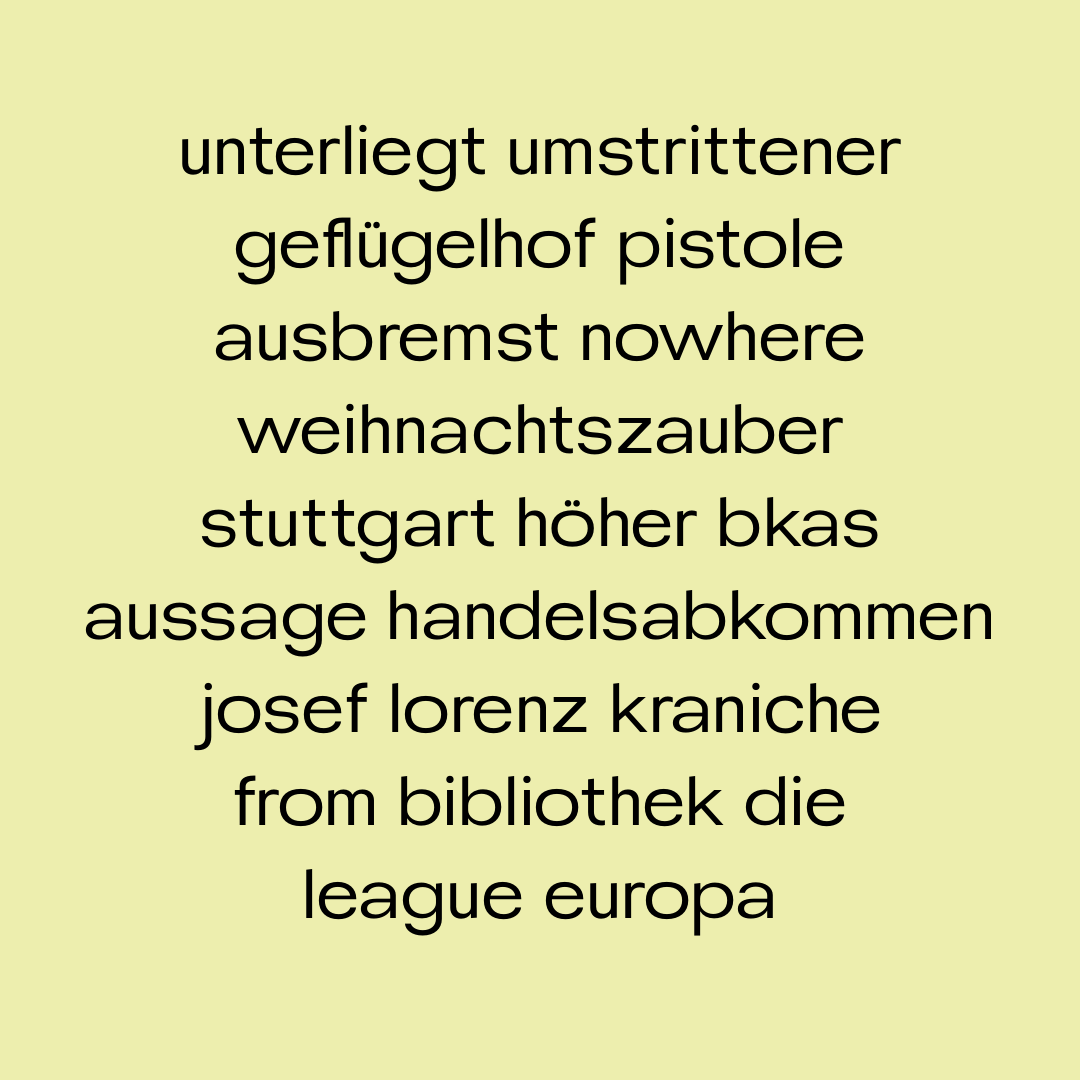 unterliegt umstrittener
geflügelhof pistole
ausbremst nowhere
weihnachtszauber
stuttgart höher bkas
aussage handelsabkommen
josef lorenz kraniche
from bibliothek die
league europa